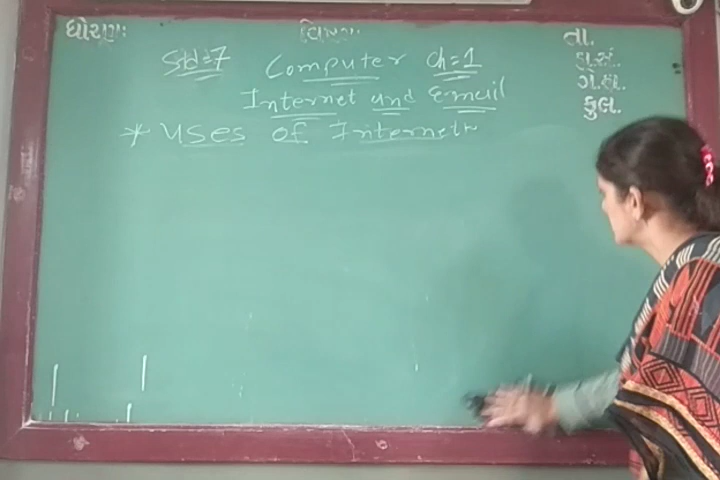 ધોરણઃ વિષયઃ તા.
Std=7 Computer Ch=1 ક્રા.સં.
Internet and Email ગે.હા.
કુલ.
* Uses of Internet:-